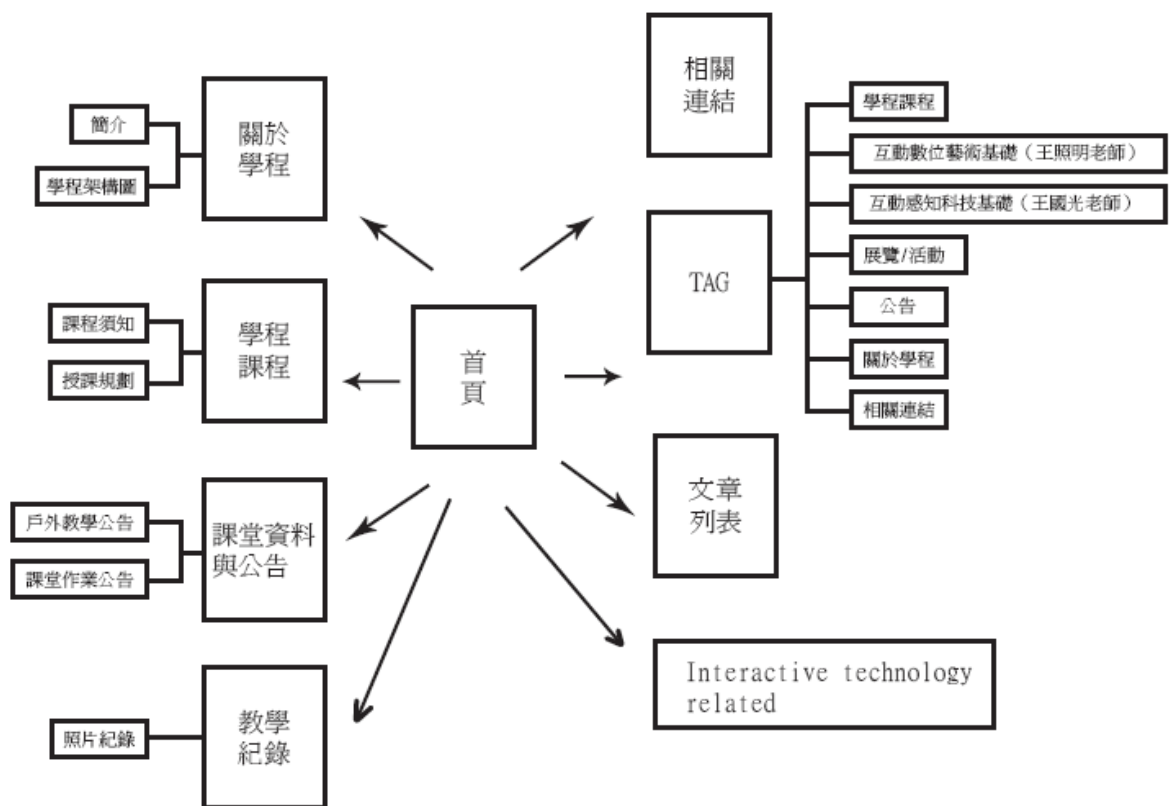 相關
連結
學程課程
互動數位藝術基礎（王照明老師）
互動感知科技基礎（王國光老師）
展覽/活動
公告
關於學程
相關連結
TAG
簡介
學程架構圖
關於
學程
課程須知
授課規劃
學程
課程
首
頁
文章
列表
戶外教學公告
課堂作業公告
課堂資料
與公告
Interactive technology
related
照片紀錄
教學
紀錄